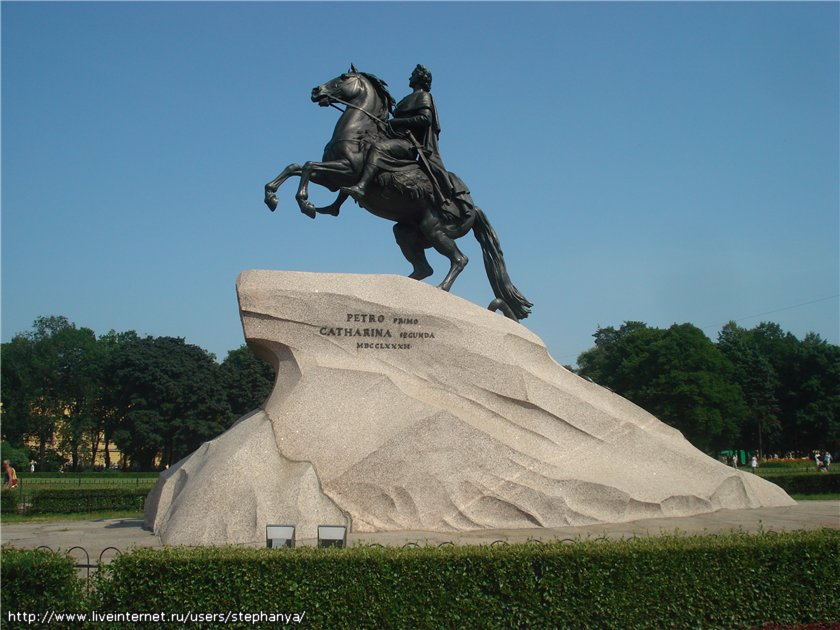 PETRO PRIMO
CATHARINA SECUNDA
MDCCLXXXII
http://www.liveinternet.ru/users/stephanya/